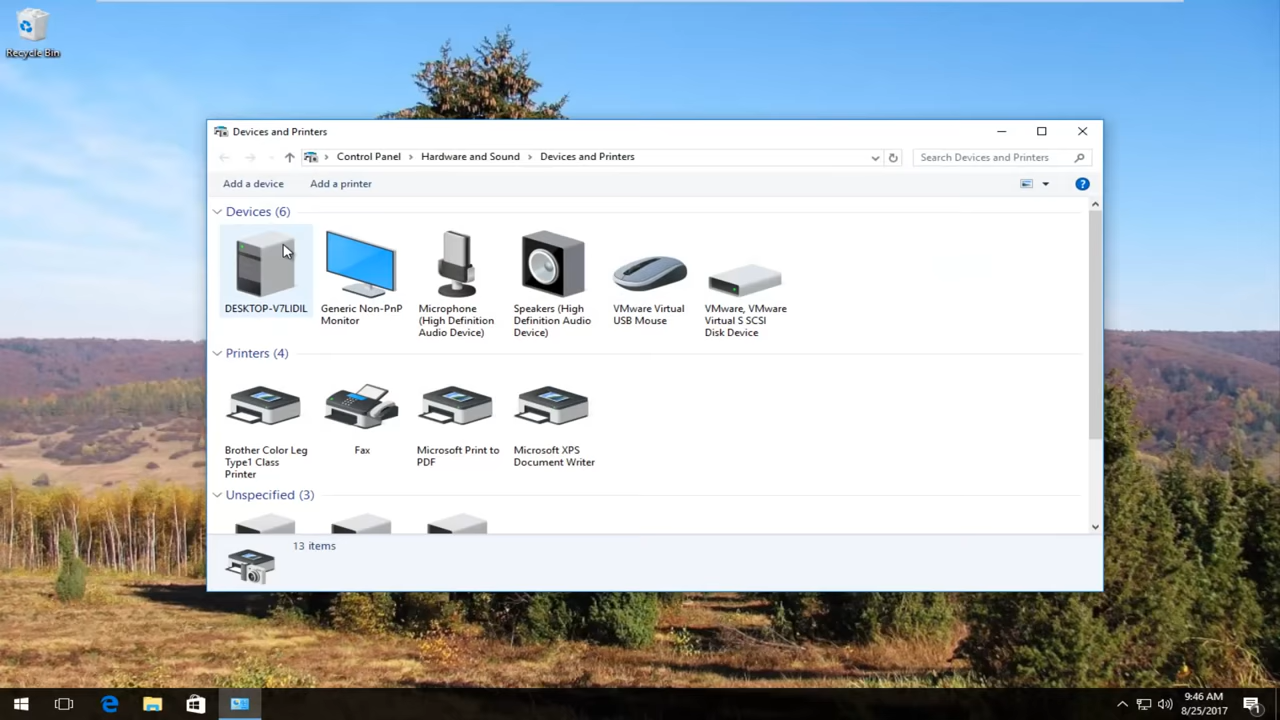 Recycle Bin
Devices and Printers
Control Panel
Hardware and Sound
Devices and Printers
Search Devices and Printers
Add a device
Add a printer
Devices (6)
DESKTOP-V7LIDIL
Generic Non-PnP
Monitor
Microphone
(High Definition
Audio Device)
Speakers (High
Definition Audio
Device)
VMware Virtual
USB Mouse
VMware, VMware
Virtual S SCSI
Disk Device
Printers (4)
Brother Color Leg
Type1 Class
Printer
Fax
Microsoft Print to
PDF
Microsoft XPS
Document Writer
Unspecified (3)
13 items
9:46 AM
8/25/2017
1